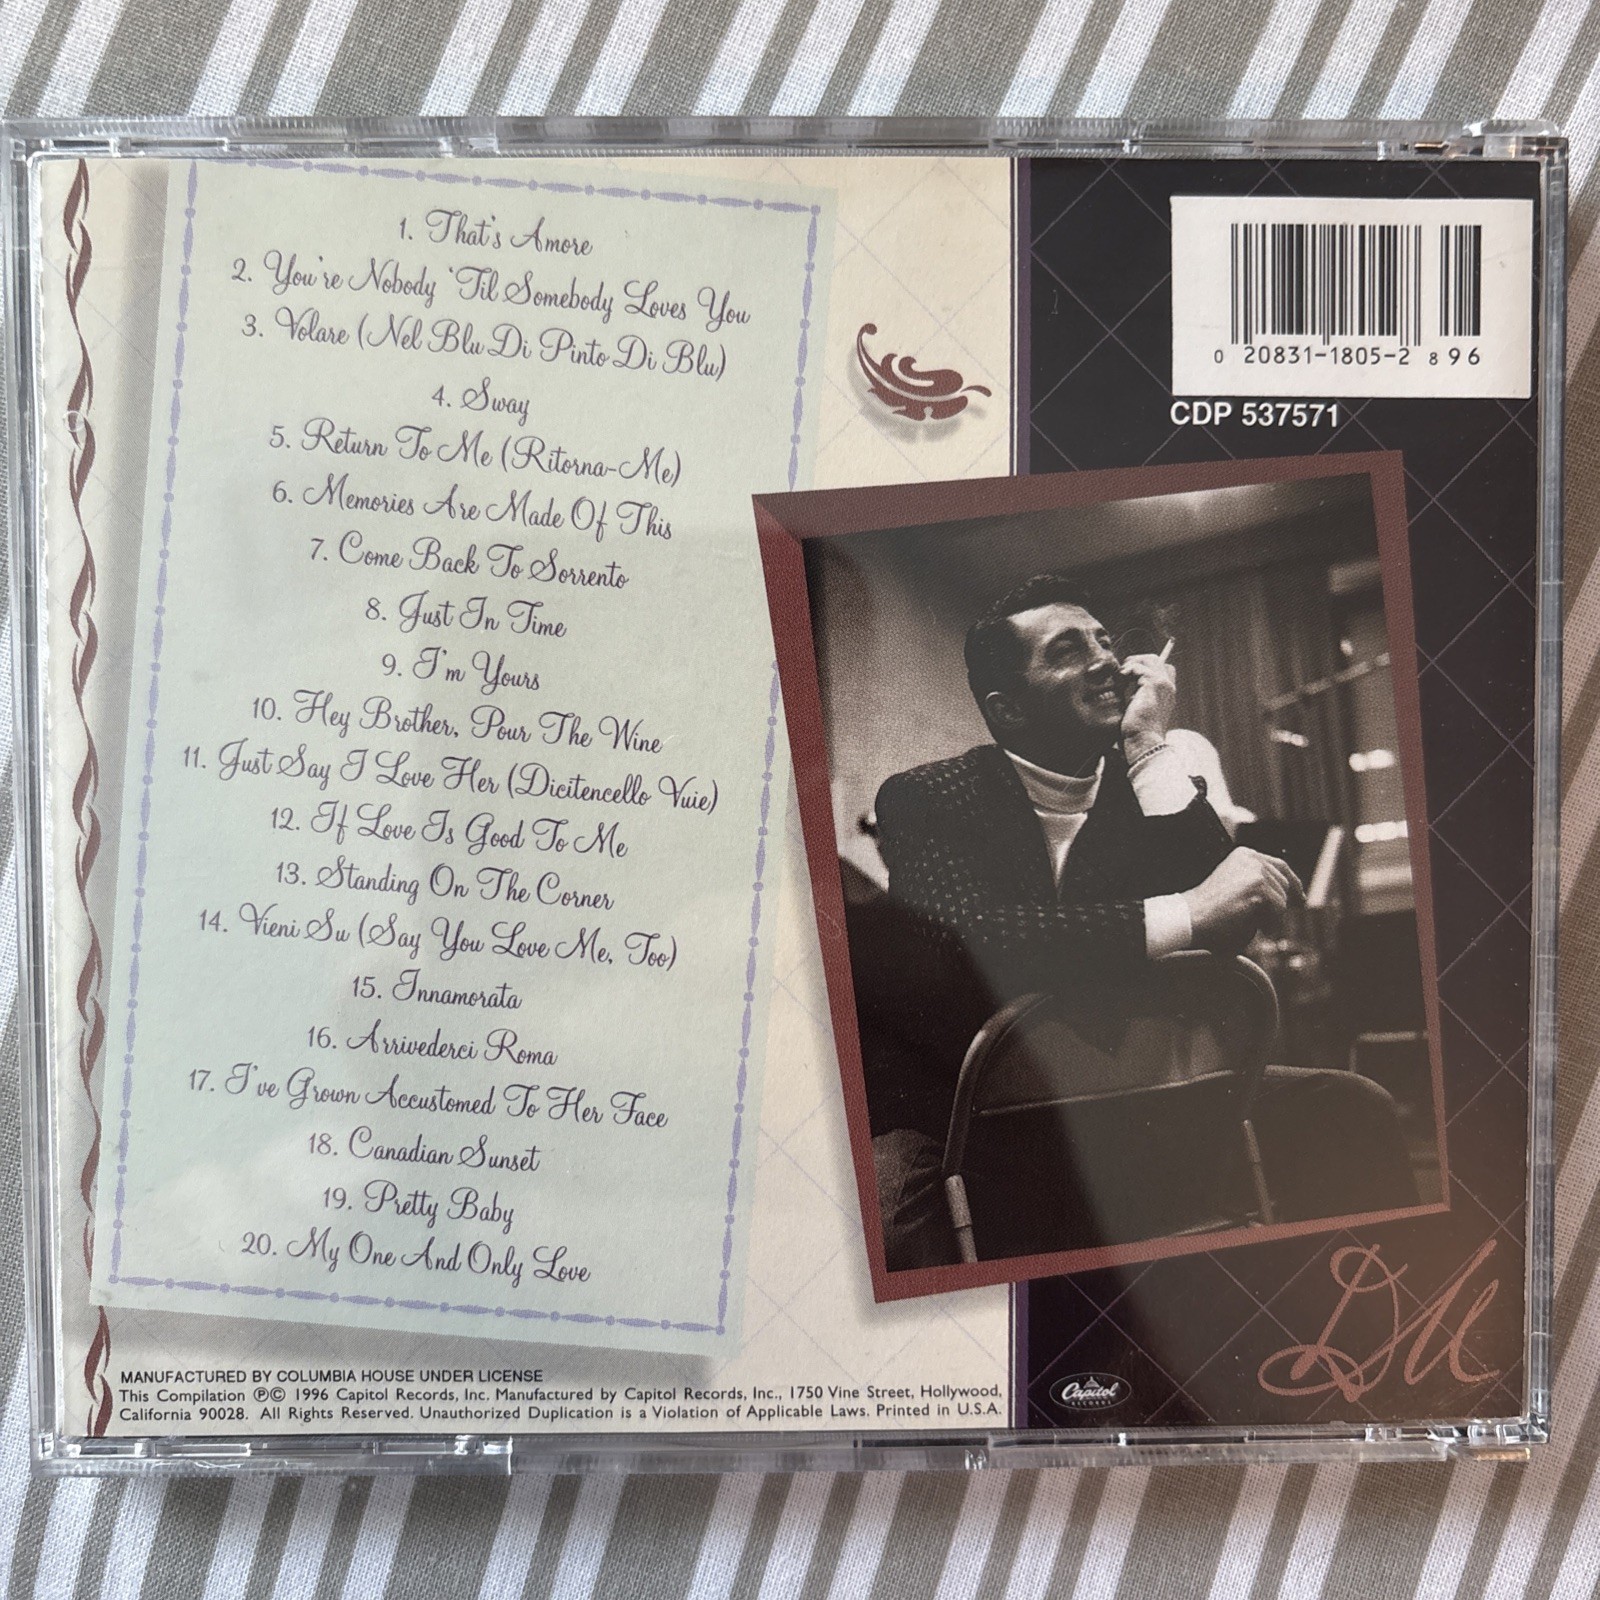 1. That's Amore
2. You're Nobody 'Til Somebody Loves You
3. Volare (Nel Blu Di Pinto Di Blu)
4. Sway
5. Return To Me (Ritorna-Me)
6. Memories Are Made Of This
7. Come Back To Sorrento
8. Just In Time
9. I'm Yours
10. Hey Brother, Pour The Wine
11. Just Say I Love Her (Dicitencello Vuie)
12. If Love Is Good To Me
13. Standing On The Corner
14. Vieni Su (Say You Love Me, Too)
15. Innamorata
16. Arrivederci Roma
17. I've Grown Accustomed To Her Face
18. Canadian Sunset
19. Pretty Baby
20. My One And Only Love
MANUFACTURED BY COLUMBIA HOUSE UNDER LICENSE
This Compilation ℗© 1996 Capitol Records, Inc. Manufactured by Capitol Records, Inc., 1750 Vine Street, Hollywood,
California 90028. All Rights Reserved. Unauthorized Duplication is a Violation of Applicable Laws. Printed in U.S.A.
0 20831-1805-2 896
CDP 537571
DM
Capitol
RECORDS